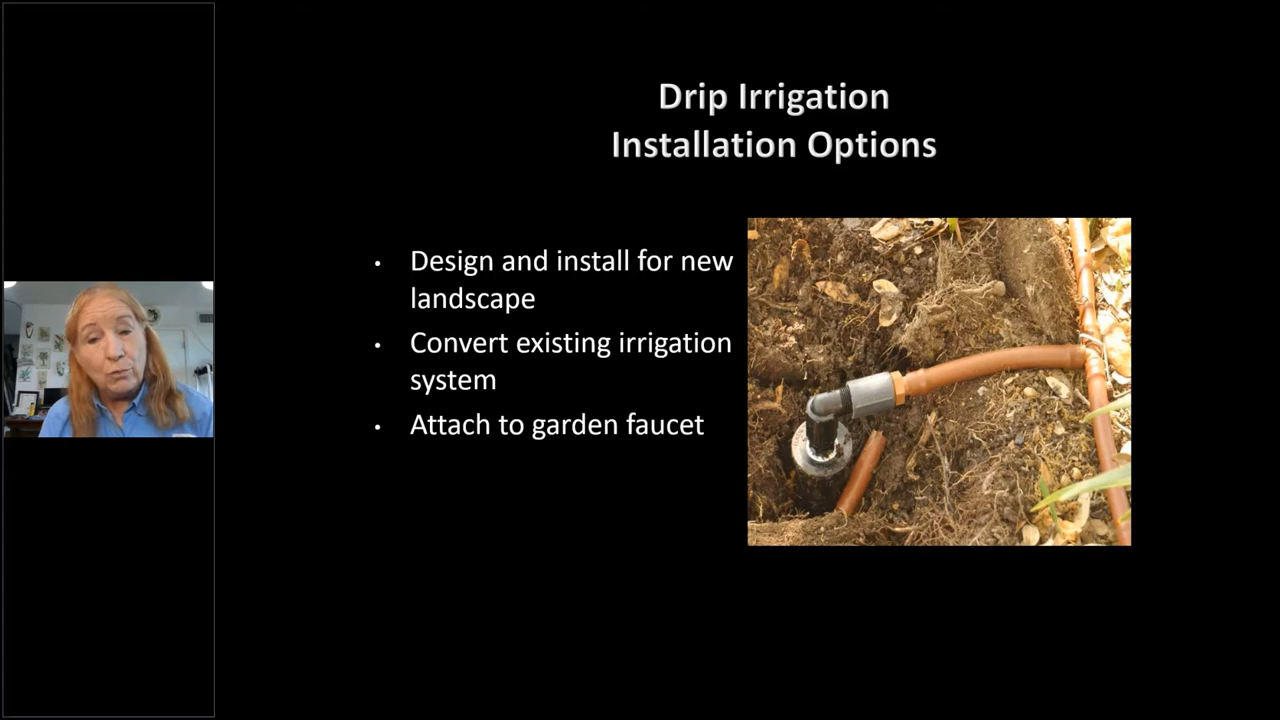 Drip Irrigation
Installation Options
• Design and install for new
landscape
• Convert existing irrigation
system
• Attach to garden faucet